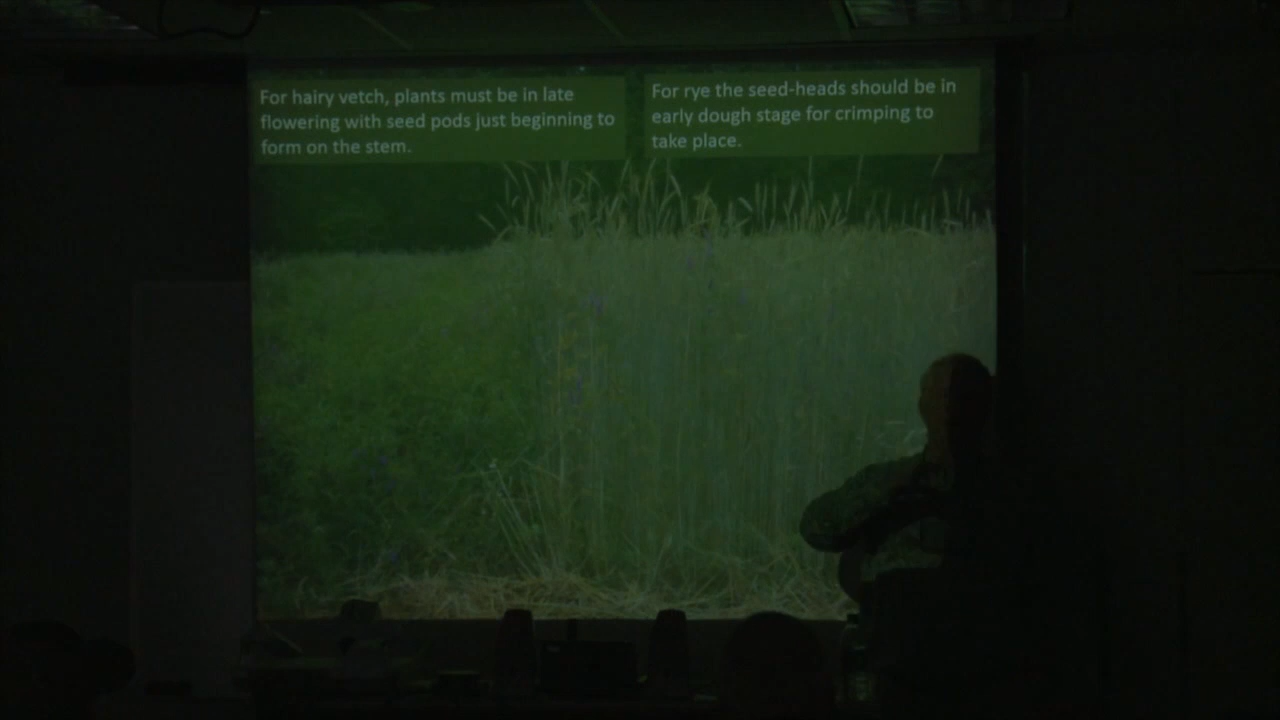 For hairy vetch, plants must be in late
flowering with seed pods just beginning to
form on the stem.
For rye the seed-heads should be in
early dough stage for crimping to
take place.